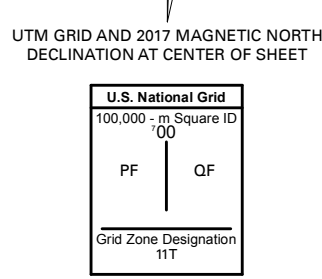 UTM GRID AND 2017 MAGNETIC NORTH
DECLINATION AT CENTER OF SHEET
U.S. National Grid
100,000 - m Square ID
⁷00
PF QF
Grid Zone Designation
11T